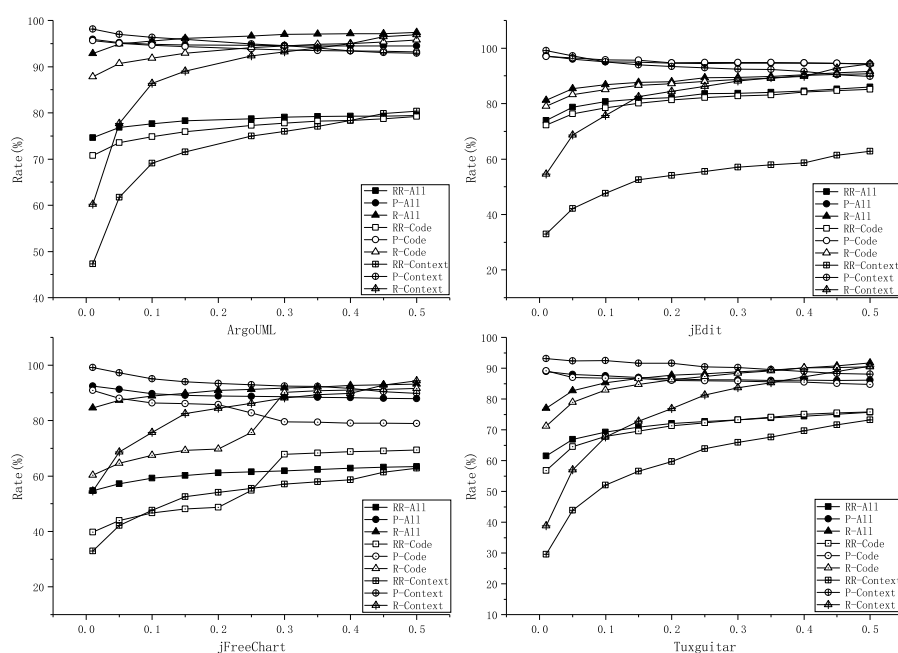 100
90
80
70
60
50
40
Rate(%)
0.0 0.1 0.2 0.3 0.4 0.5
ArgoUML
RR-All
P-All
R-All
RR-Code
P-Code
R-Code
RR-Context
P-Context
R-Context
100
80
60
40
20
Rate(%)
0.0 0.1 0.2 0.3 0.4 0.5
jEdit
RR-All
P-All
R-All
RR-Code
P-Code
R-Code
RR-Context
P-Context
R-Context
100
80
60
40
20
Rate(%)
0.0 0.1 0.2 0.3 0.4 0.5
jFreeChart
RR-All
P-All
R-All
RR-Code
P-Code
R-Code
RR-Context
P-Context
R-Context
100
90
80
70
60
50
40
30
20
10
Rate(%)
0.0 0.1 0.2 0.3 0.4 0.5
Tuxguitar
RR-All
P-All
R-All
RR-Code
P-Code
R-Code
RR-Context
P-Context
R-Context